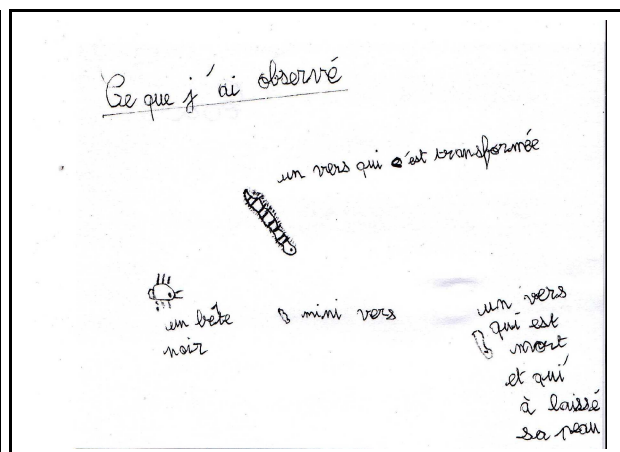 Ce que j'ai observé
un vers qui c'est transformée
un bête
noir
mini vers
un vers
qui est
mort
et qui
à laissé
sa peau